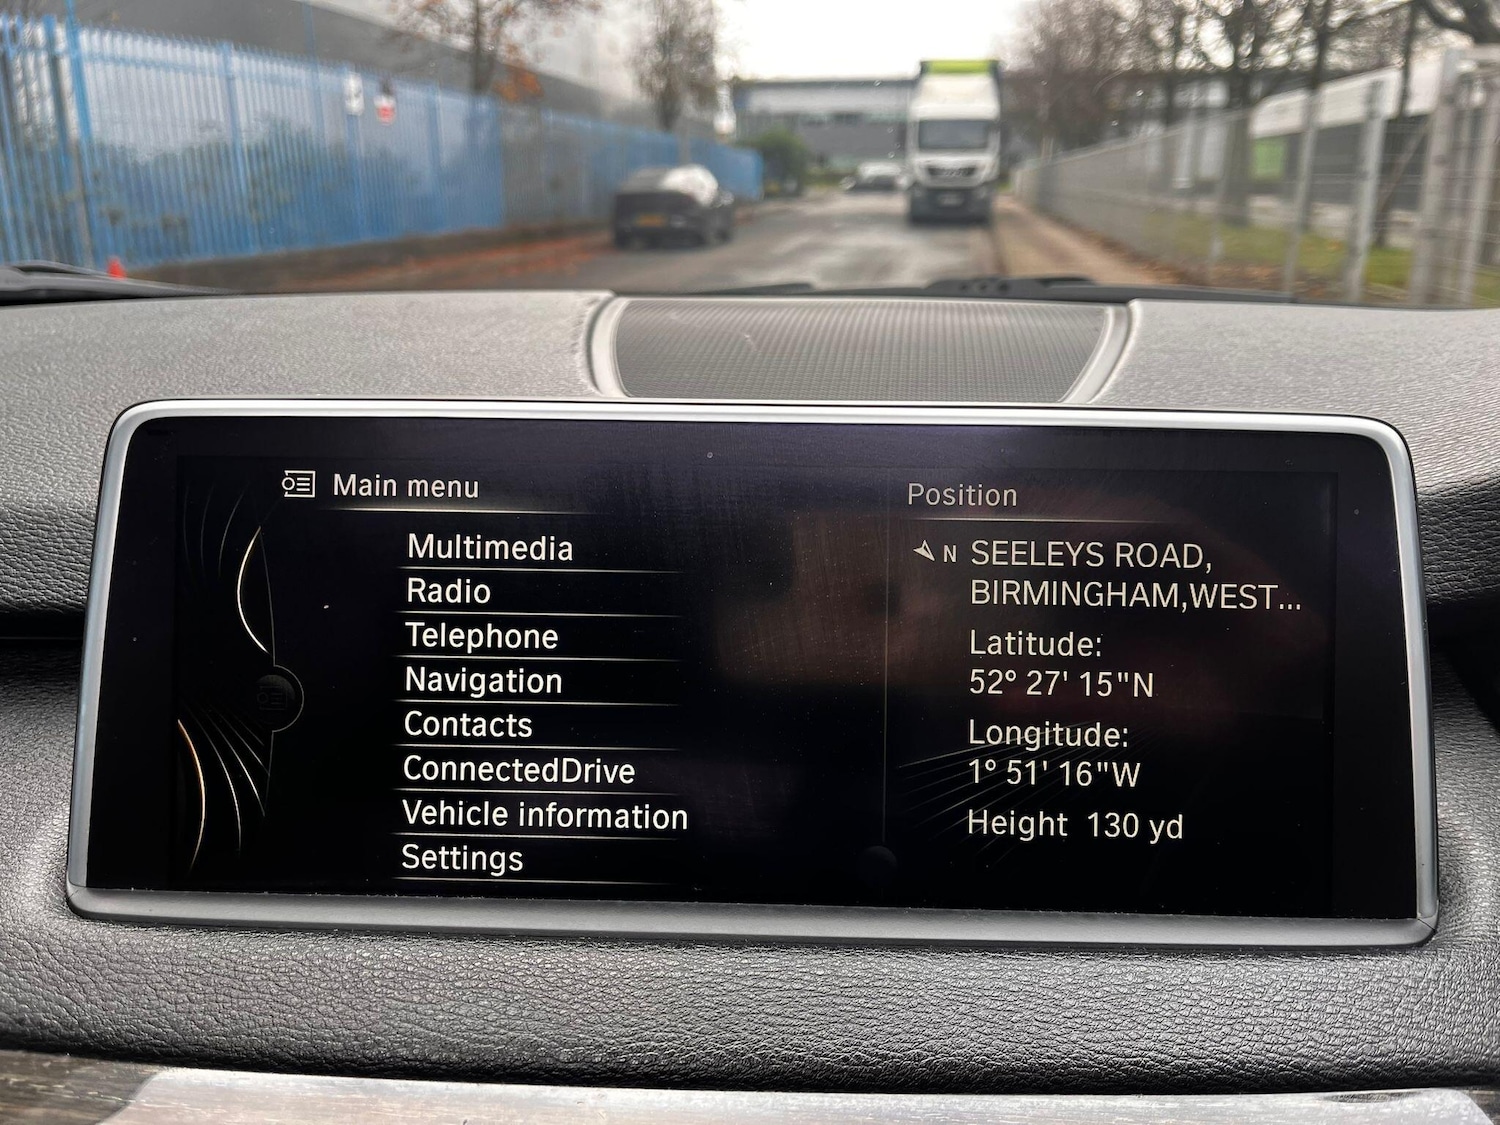 Main menu
Multimedia
Radio
Telephone
Navigation
Contacts
ConnectedDrive
Vehicle information
Settings
Position
N SEELEYS ROAD,
BIRMINGHAM,WEST...
Latitude:
52° 27' 15"N
Longitude:
1° 51' 16"W
Height 130 yd